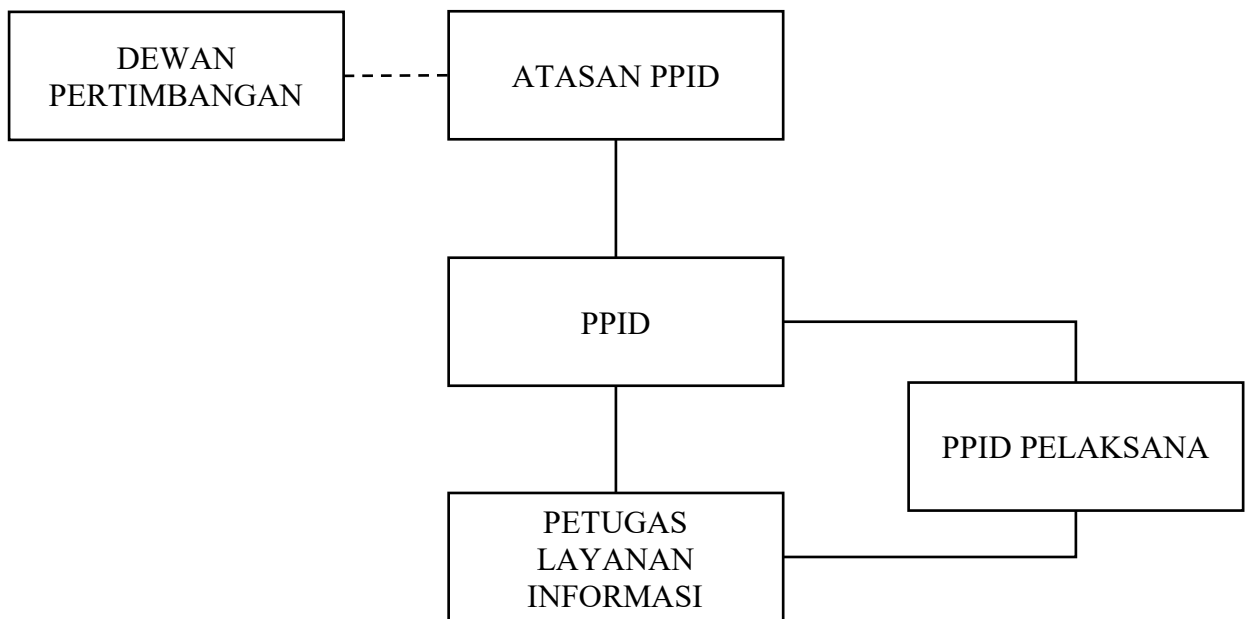 DEWAN
PERTIMBANGAN
ATASAN PPID
PPID
PPID PELAKSANA
PETUGAS
LAYANAN
INFORMASI